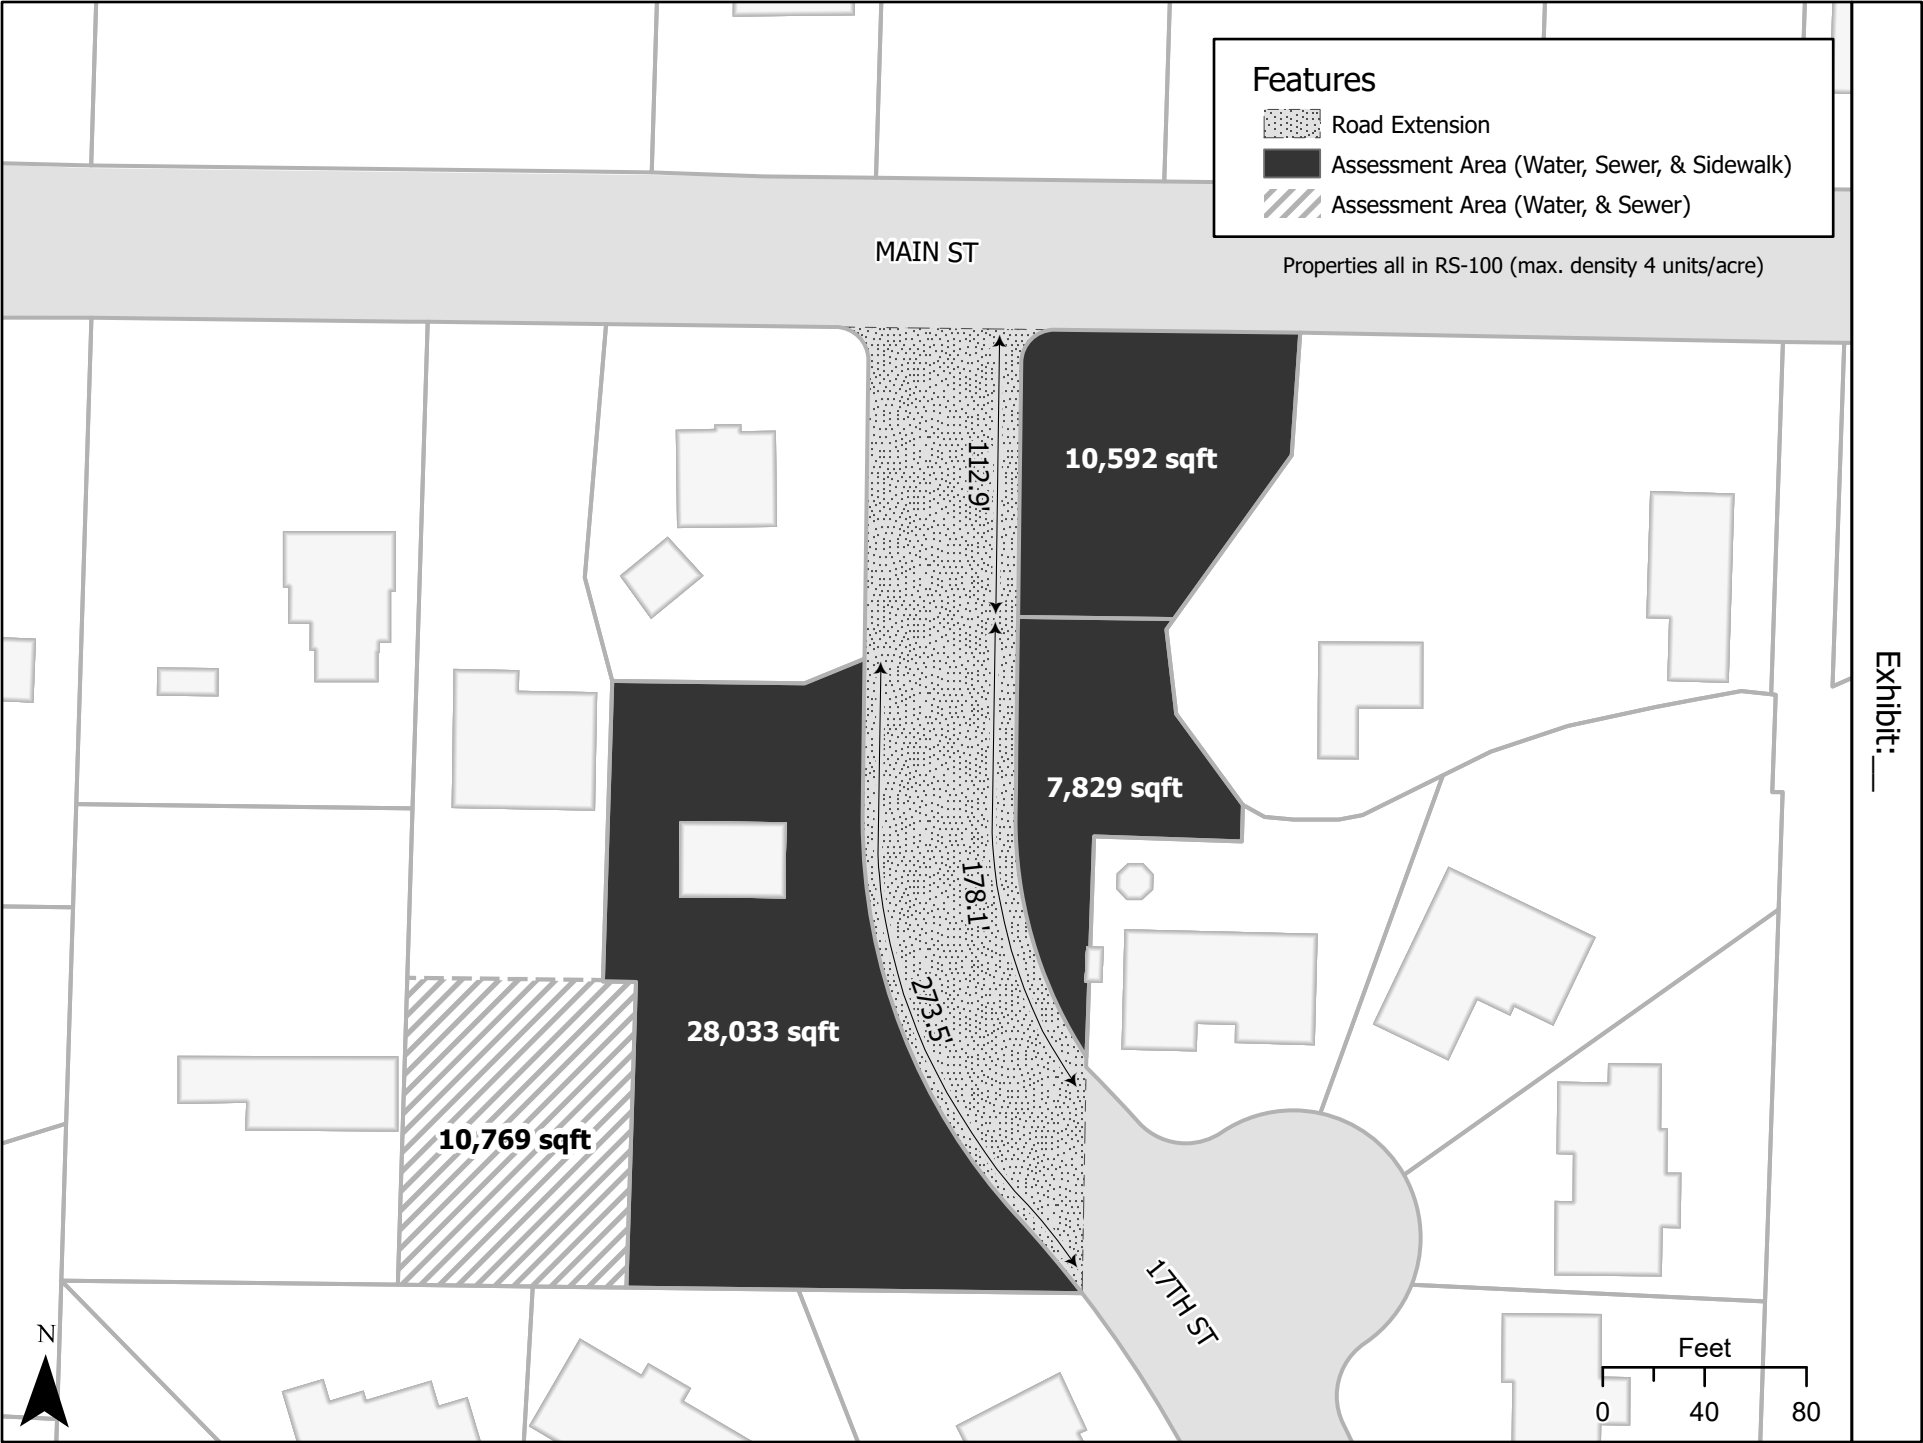 Features
Road Extension
Assessment Area (Water, Sewer, & Sidewalk)
Assessment Area (Water, & Sewer)
MAIN ST
Properties all in RS-100 (max. density 4 units/acre)
112.9'
10,592 sqft
Exhibit:__
7,829 sqft
178.1'
273.5'
28,033 sqft
10,769 sqft
17TH ST
N
Feet
0 40 80